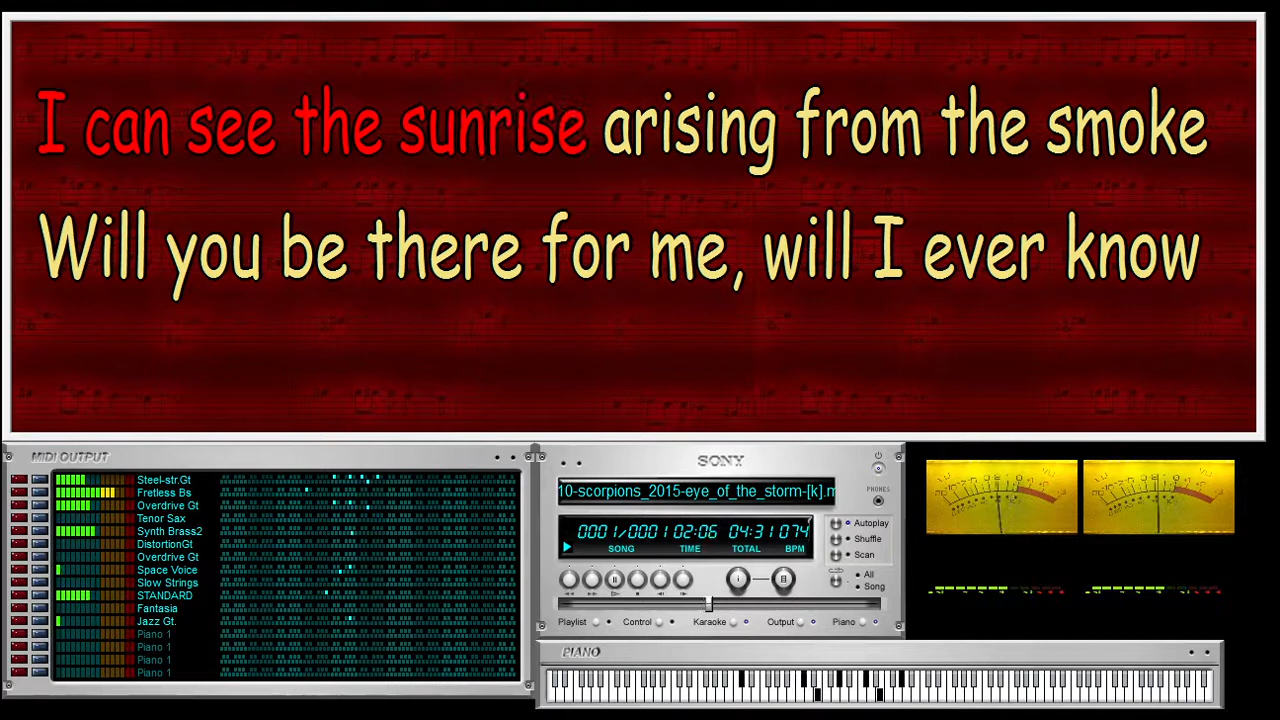 I can see the sunrise arising from the smoke
Will you be there for me, will I ever know
MIDI OUTPUT
Steel-str.Gt
Fretless Bs
Overdrive Gt
Tenor Sax
Synth Brass2
DistortionGt
Overdrive Gt
Space Voice
Slow Strings
STANDARD
Fantasia
Jazz Gt.
Piano 1
Piano 1
Piano 1
Piano 1
SONY
10-scorpions_2015-eye_of_the_storm-[k].m
PHONES
0001/0001 02:06 04:31 074
SONG TIME TOTAL BPM
Autoplay
Shuffle
Scan
All
Song
Playlist Control Karaoke Output Piano
PIANO